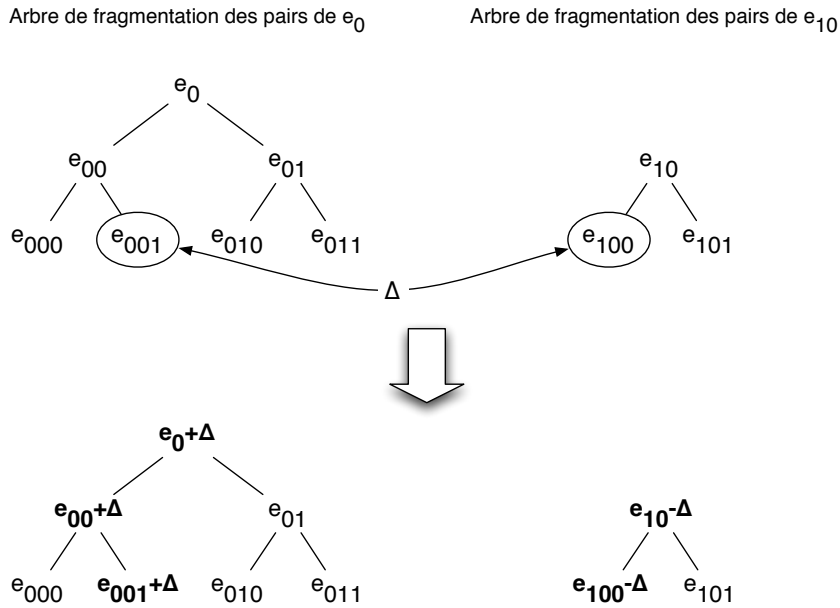 Arbre de fragmentation des pairs de e0 Arbre de fragmentation des pairs de e10
e0
e00 e01 e10
e000 e001 e010 e011 e100 e101
Δ
e0+Δ
e00+Δ e01 e10-Δ
e000 e001+Δ e010 e011 e100-Δ e101